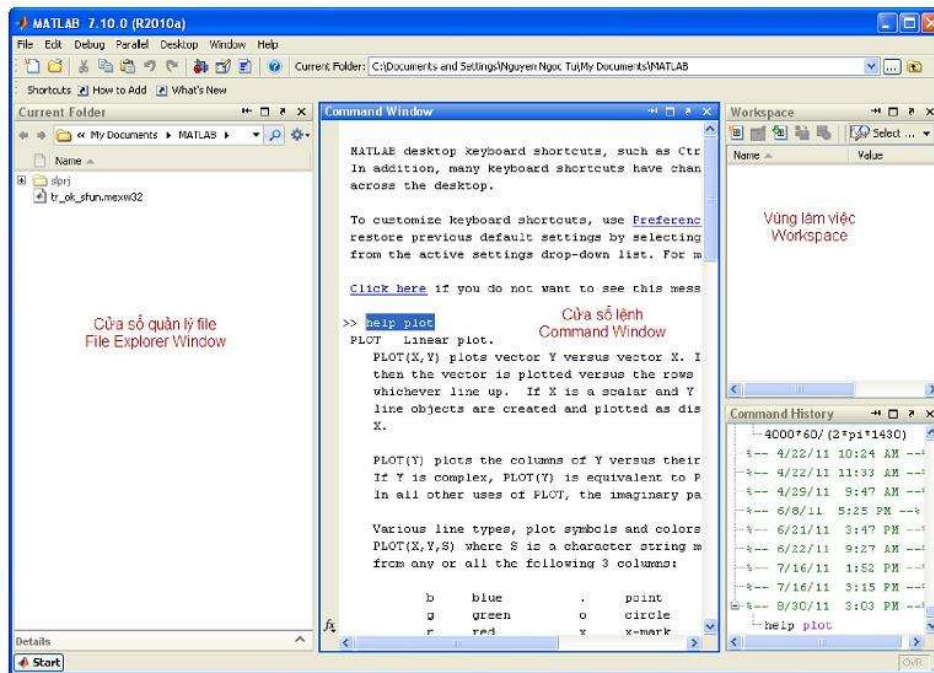 MATLAB 7.10.0 (R2010a)
File Edit Debug Parallel Desktop Window Help
Current Folder: C:\Documents and Settings\Nguyen Ngoc Tu\My Documents\MATLAB
Shortcuts How to Add What's New
Current Folder
« My Documents MATLAB
Name
slprj
tr_ok_sfun.mexw32
Cửa sổ quản lý file
File Explorer Window
Details
Command Window
MATLAB desktop keyboard shortcuts, such as Ctr
In addition, many keyboard shortcuts have chan
across the desktop.
To customize keyboard shortcuts, use Preferenc
restore previous default settings by selecting
from the active settings drop-down list. For m
Click here if you do not want to see this mess
Cửa sổ lệnh
Command Window
>> help plot
PLOT Linear plot.
PLOT(X,Y) plots vector Y versus vector X. I
then the vector is plotted versus the rows
whichever line up. If X is a scalar and Y
line objects are created and plotted as dis
X.
PLOT(Y) plots the columns of Y versus their
If Y is complex, PLOT(Y) is equivalent to P
In all other uses of PLOT, the imaginary pa
Various line types, plot symbols and colors
PLOT(X,Y,S) where S is a character string m
from any or all the following 3 columns:
b blue . point
g green o circle
r red x x-mark
fx
Workspace
Select ...
Name Value
Vùng làm việc
Workspace
Command History
4000*60/(2*pi*1430)
%-- 4/22/11 10:24 AM --%
%-- 4/22/11 11:33 AM --%
%-- 4/29/11 9:47 AM --%
%-- 6/8/11 5:25 PM --%
%-- 6/21/11 3:47 PM --%
%-- 6/22/11 9:27 AM --%
%-- 7/16/11 1:52 PM --%
%-- 7/16/11 3:15 PM --%
%-- 8/30/11 3:03 PM --%
help plot
Start
OVR